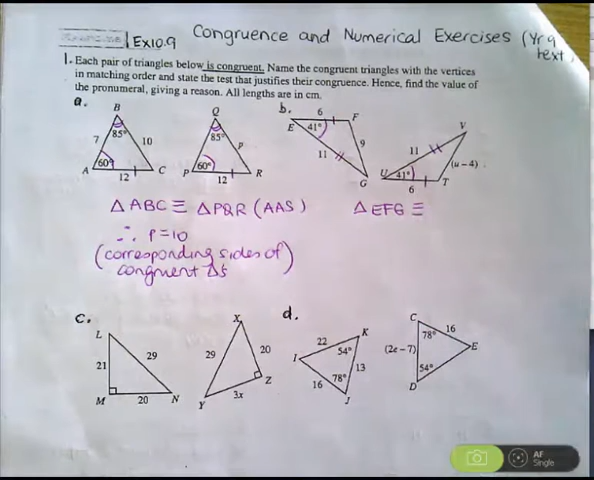 Ex10.9 Congruence and Numerical Exercises (Yr 9
text
1. Each pair of triangles below is congruent. Name the congruent triangles with the vertices
in matching order and state the test that justifies their congruence. Hence, find the value of
the pronumeral, giving a reason. All lengths are in cm.
a.
B
85°
7
10
60°
A
12
C
Q
85°
p
60°
P
12
R
b.
6
E
41°
F
11
9
G
V
11
(u – 4)
U
41°
6
T
△ABC ≡ △PQR (AAS)
∴ P=10
(corresponding sides of
congruent △s)
△EFG ≡
c.
L
21
29
M
20
N
X
29
20
Z
Y
3x
d.
22
K
I
54°
13
16
78°
J
C
78°
16
(2e – 7)
E
54°
D
AF
Single